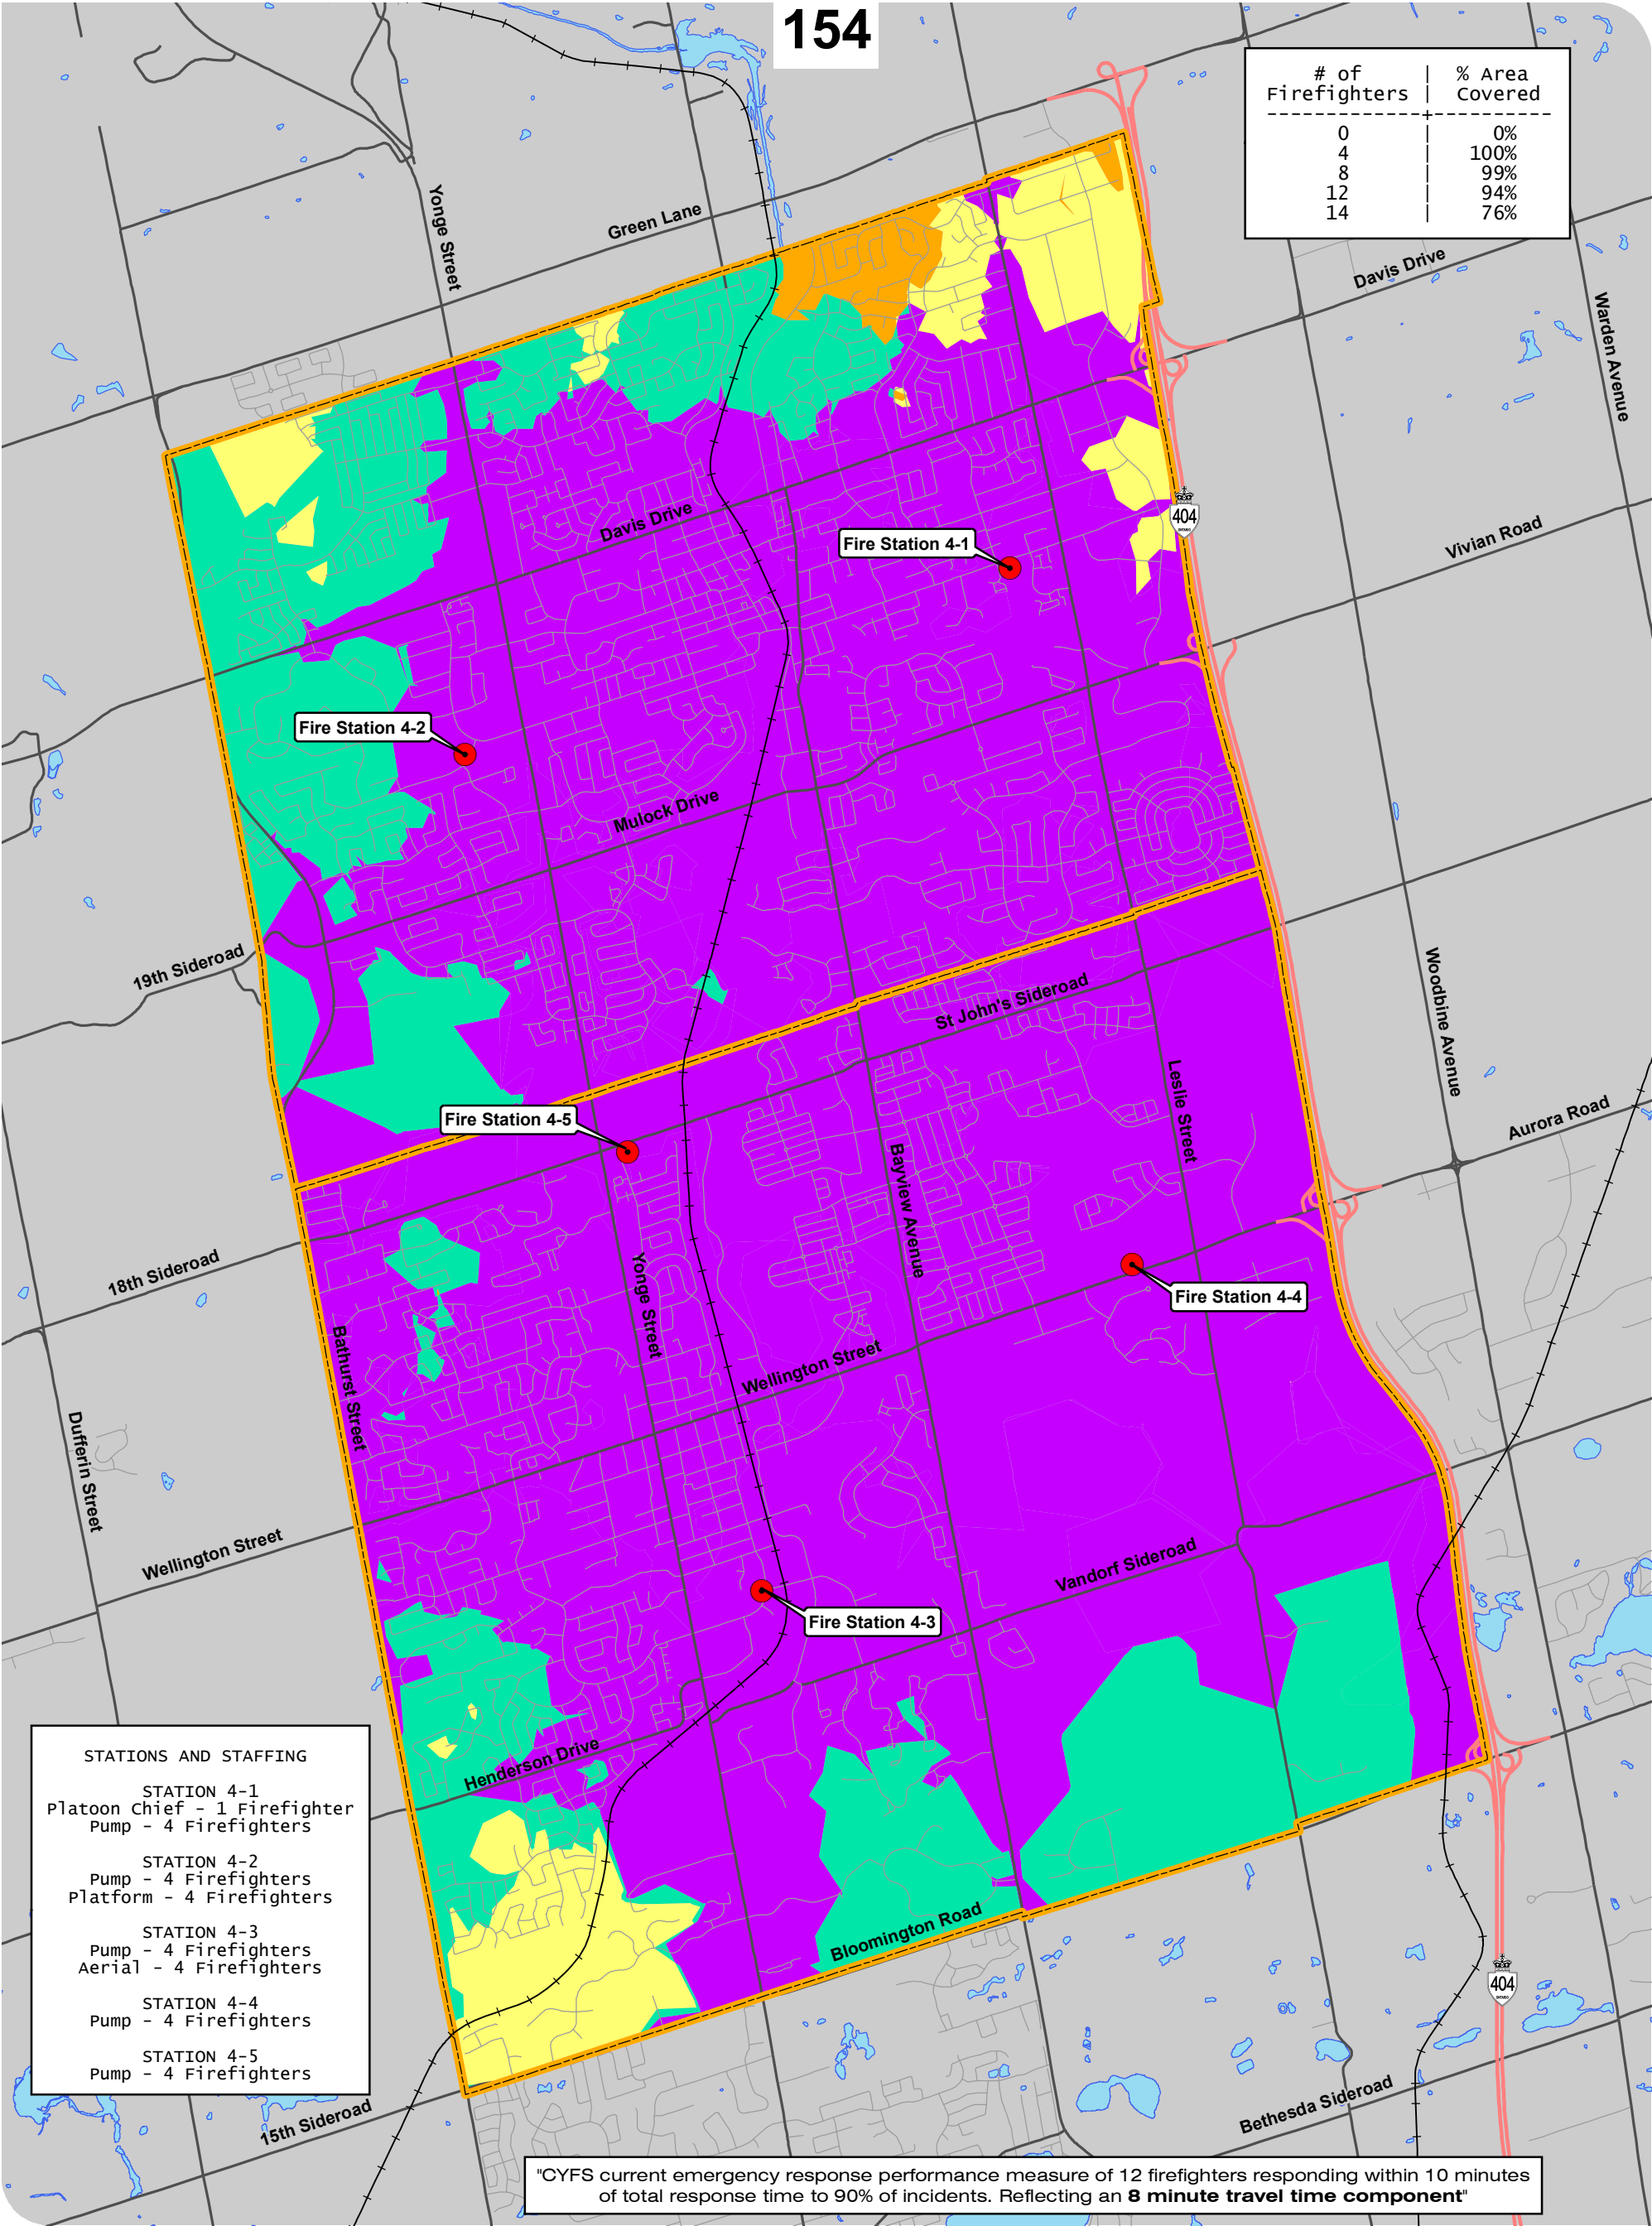 154
# of | % Area
Firefighters | Covered
------------+----------
0 | 0%
4 | 100%
8 | 99%
12 | 94%
14 | 76%
Yonge Street
Green Lane
Davis Drive
Warden Avenue
404
ONTARIO
Davis Drive
Fire Station 4-1
Vivian Road
Fire Station 4-2
Mulock Drive
19th Sideroad
St John's Sideroad
Woodbine Avenue
Leslie Street
Fire Station 4-5
Aurora Road
Bayview Avenue
18th Sideroad
Yonge Street
Fire Station 4-4
Bathurst Street
Wellington Street
Dufferin Street
Wellington Street
Vandorf Sideroad
Fire Station 4-3
Henderson Drive
STATIONS AND STAFFING
STATION 4-1
Platoon Chief - 1 Firefighter
Pump - 4 Firefighters
STATION 4-2
Pump - 4 Firefighters
Platform - 4 Firefighters
STATION 4-3
Pump - 4 Firefighters
Aerial - 4 Firefighters
STATION 4-4
Pump - 4 Firefighters
STATION 4-5
Pump - 4 Firefighters
Bloomington Road
404
ONTARIO
15th Sideroad
Bethesda Sideroad
"CYFS current emergency response performance measure of 12 firefighters responding within 10 minutes
of total response time to 90% of incidents. Reflecting an 8 minute travel time component"